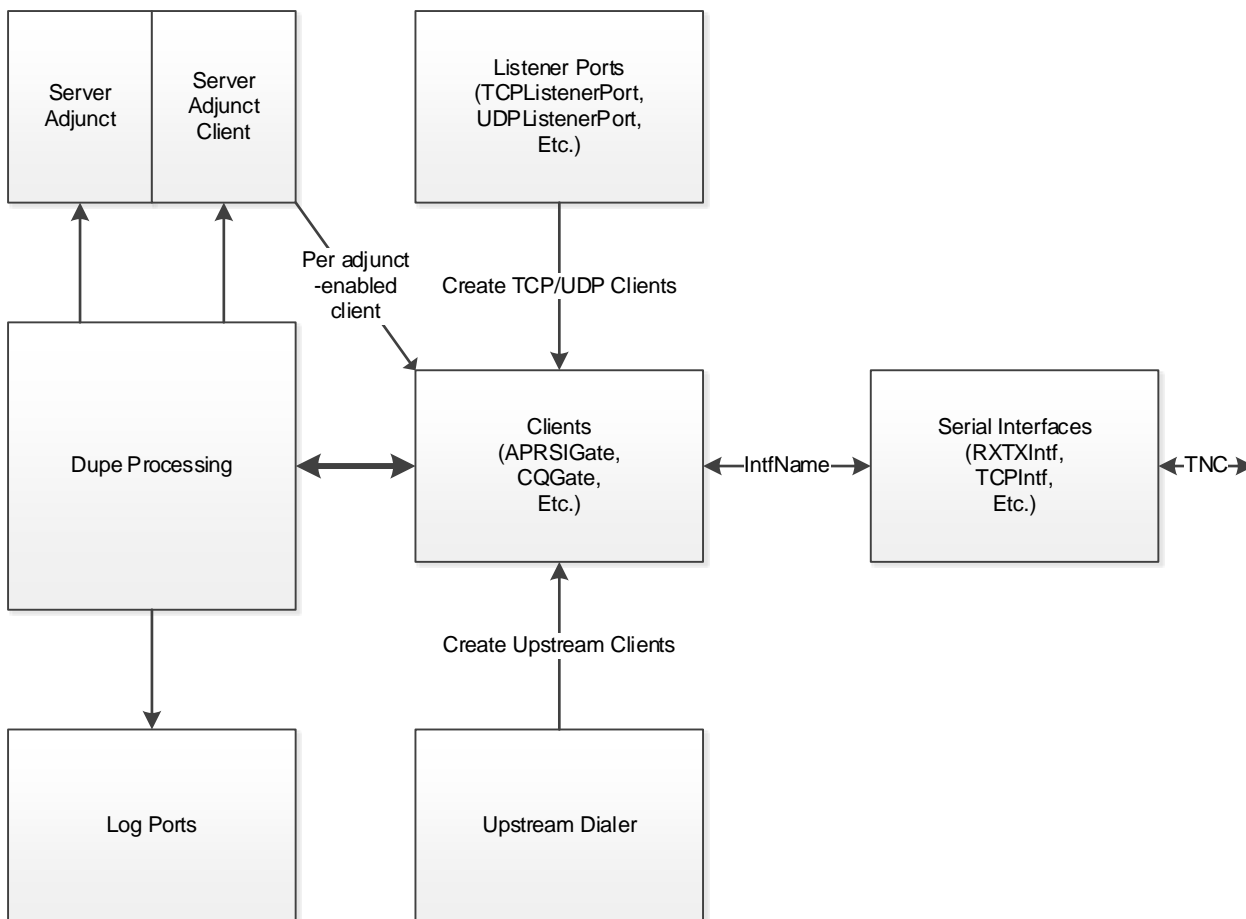 Server
Adjunct
Server
Adjunct
Client
Listener Ports
(TCPListenerPort,
UDPListenerPort,
Etc.)
Per adjunct
-enabled
client
Create TCP/UDP Clients
Dupe Processing
Clients
(APRSIGate,
CQGate,
Etc.)
IntfName
Serial Interfaces
(RXTXIntf,
TCPIntf,
Etc.)
TNC
Create Upstream Clients
Log Ports
Upstream Dialer